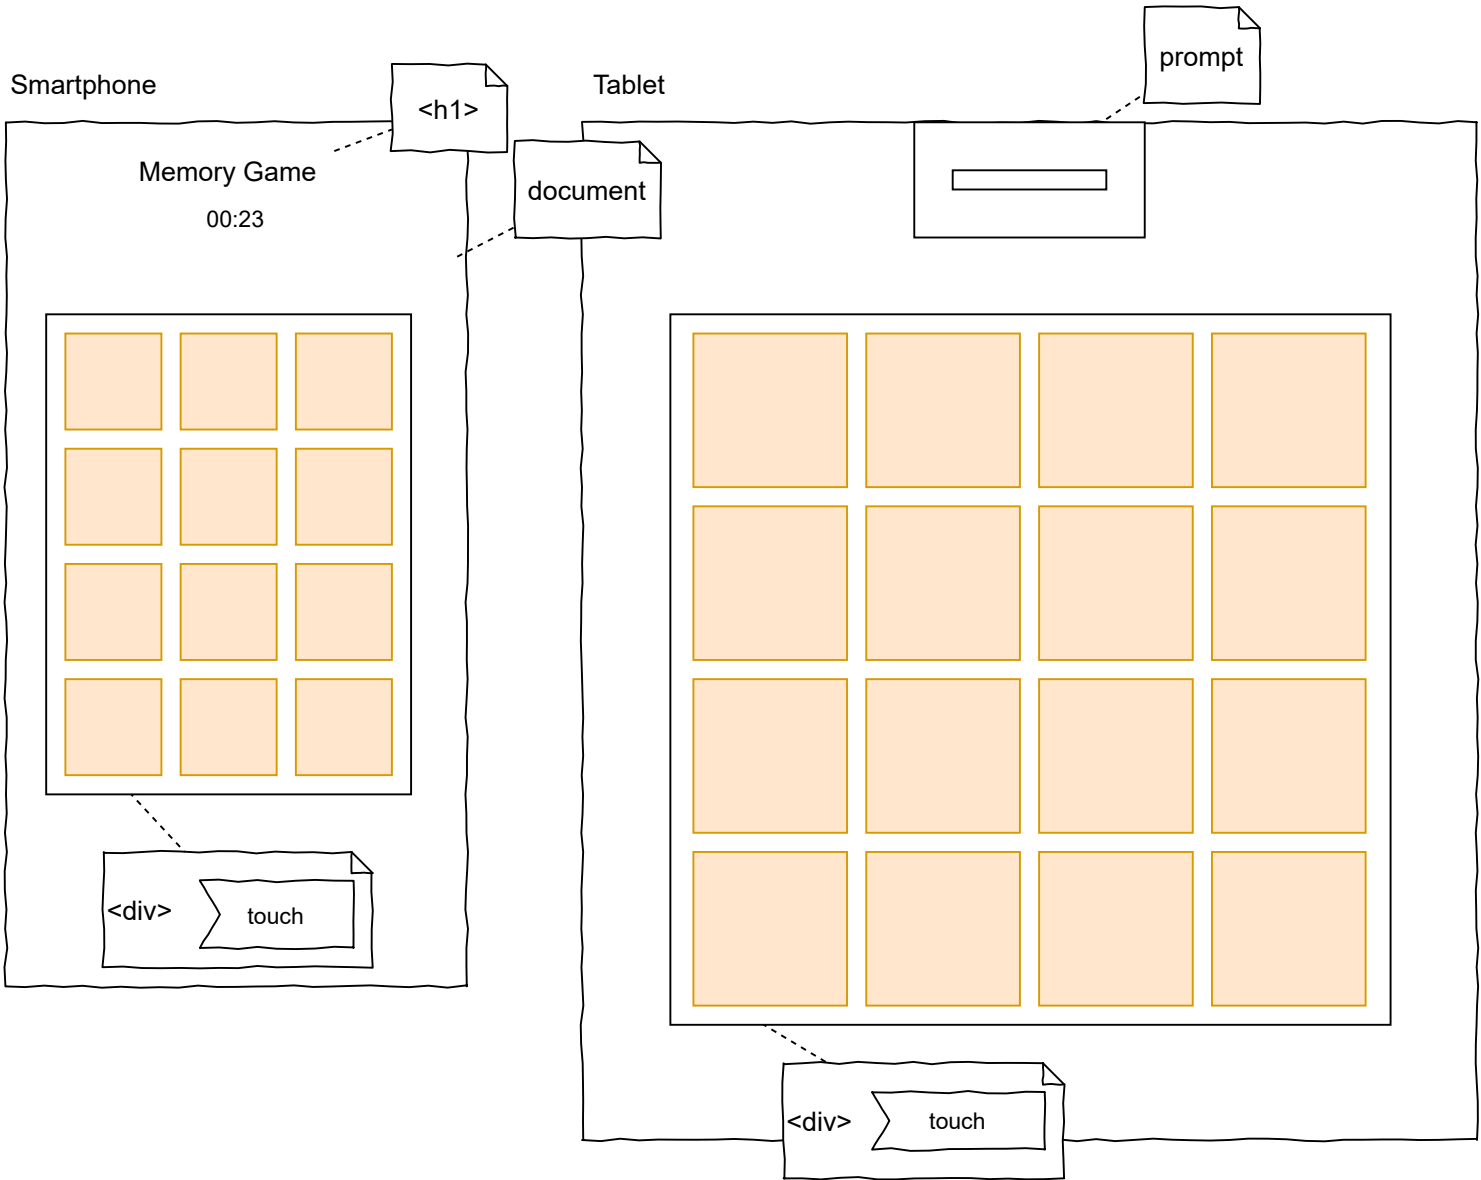 Smartphone
<h1>
Memory Game
00:23
document
<div>
touch
Tablet
prompt
<div>
touch